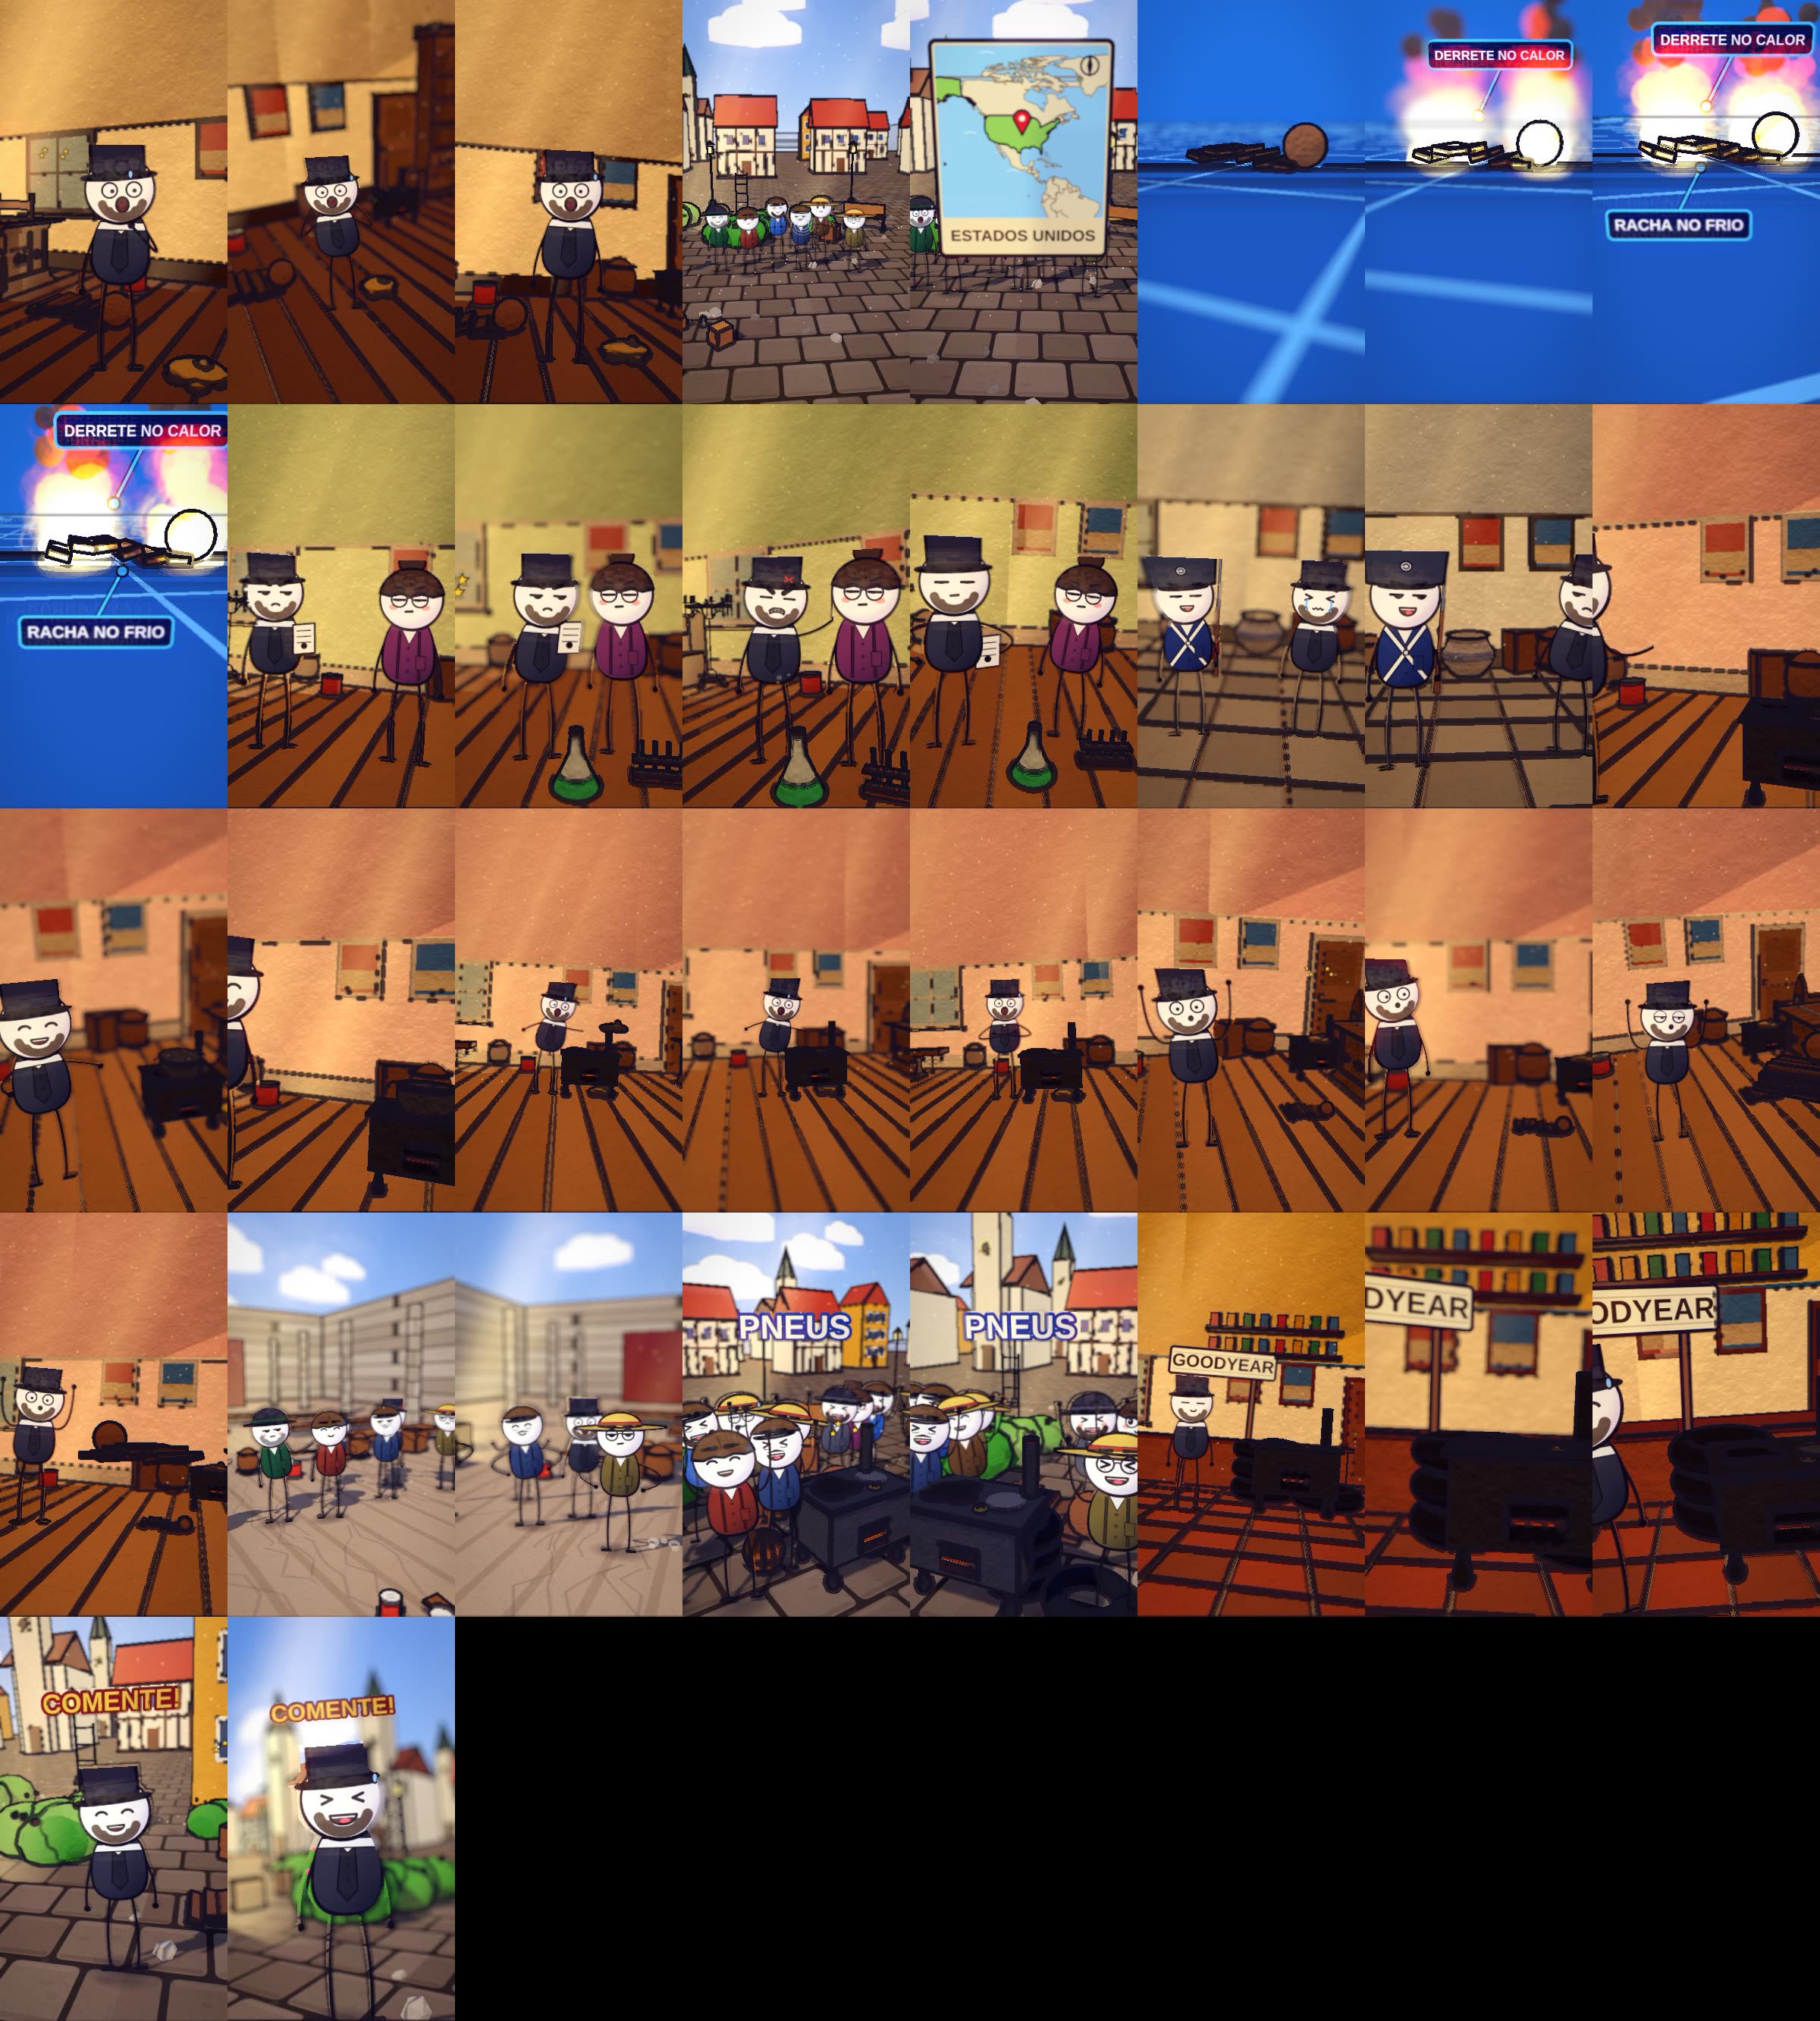 ESTADOS UNIDOS
DERRETE NO CALOR
DERRETE NO CALOR
RACHA NO FRIO
DERRETE NO CALOR
RACHA NO FRIO
PNEUS
PNEUS
GOODYEAR
DYEAR
ODYEAR
COMENTE!
COMENTE!